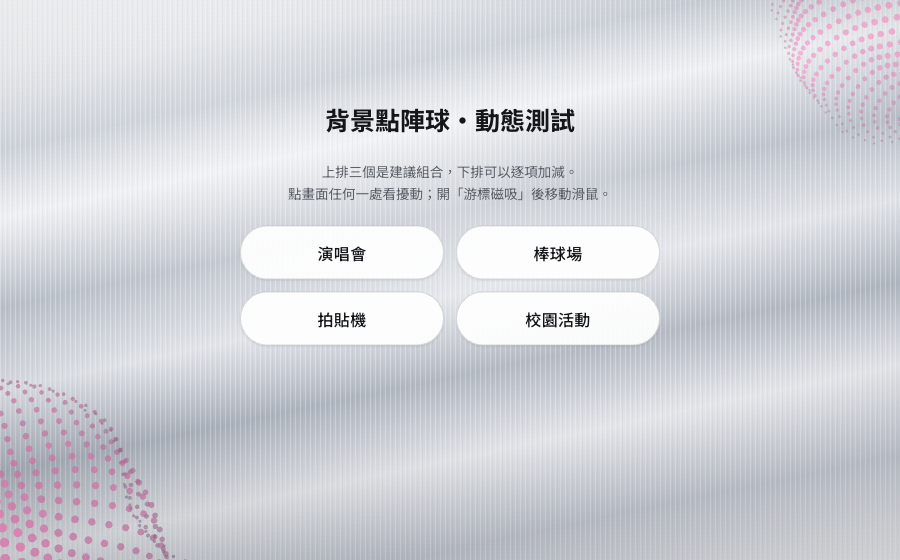 背景點陣球・動態測試
上排三個是建議組合，下排可以逐項加減。
點畫面任何一處看擾動；開「游標磁吸」後移動滑鼠。
演唱會
棒球場
拍貼機
校園活動